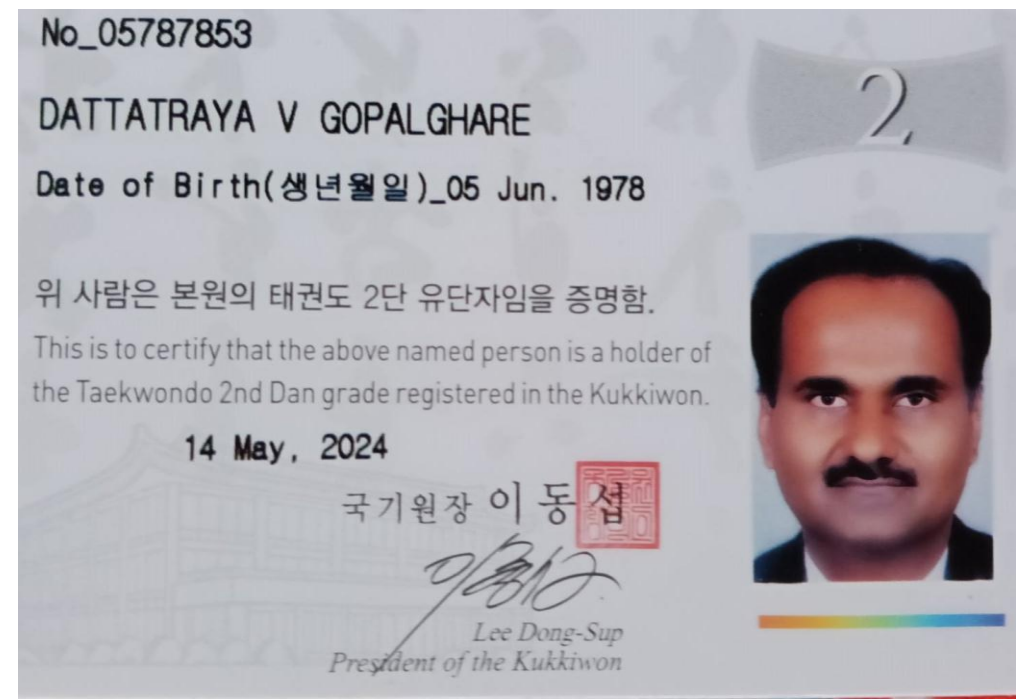 No_05787853
2
DATTATRAYA V GOPALGHARE
Date of Birth(생년월일)_05 Jun. 1978
위 사람은 본원의 태권도 2단 유단자임을 증명함.
This is to certify that the above named person is a holder of
the Taekwondo 2nd Dan grade registered in the Kukkiwon.
14 May, 2024
국기원장 이동섭
Lee Dong-Sup
President of the Kukkiwon